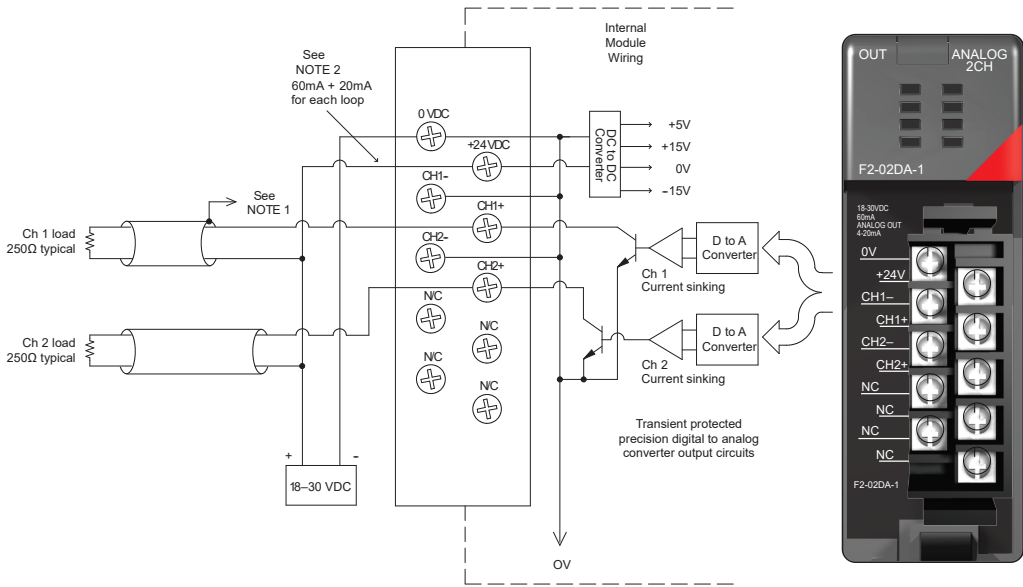 Internal
Module
Wiring
See
NOTE 2
60mA + 20mA
for each loop
0 VDC
+24VDC
CH1–
CH1+
CH2–
CH2+
N/C
N/C
N/C
N/C
DC to DC
Converter
+5V
+15V
0V
–15V
See
NOTE 1
Ch 1 load
250Ω typical
Ch 2 load
250Ω typical
D to A
Converter
Ch 1
Current sinking
D to A
Converter
Ch 2
Current sinking
Transient protected
precision digital to analog
converter output circuits
+
–
18–30 VDC
OV
OUT
ANALOG
2CH
F2-02DA-1
18-30VDC
60mA
ANALOG OUT
4-20mA
0V
+24V
CH1–
CH1+
CH2–
CH2+
NC
NC
NC
NC
F2-02DA-1